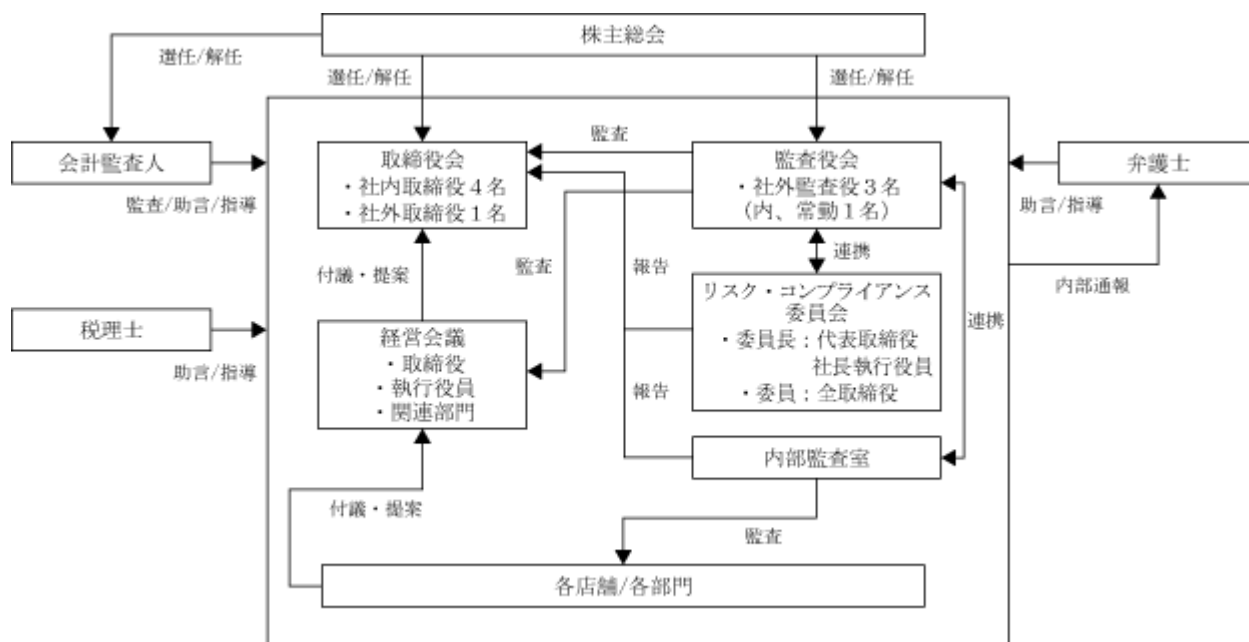 株主総会
選任/解任
選任/解任
選任/解任
会計監査人
監査/助言/指導
税理士
助言/指導
取締役会
・社内取締役４名
・社外取締役１名
監査
監査役会
・社外監査役３名
（内、常勤１名）
弁護士
助言/指導
内部通報
付議・提案
監査
報告
連携
連携
経営会議
・取締役
・執行役員
・関連部門
リスク・コンプライアンス
委員会
・委員長；代表取締役
社長執行役員
・委員；全取締役
報告
内部監査室
付議・提案
監査
各店舗/各部門